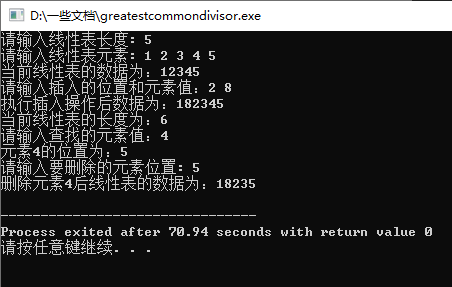 D:\一些文档\greatestcommondivisor.exe
请输入线性表长度: 5
请输入线性表元素: 1 2 3 4 5
当前线性表的数据为: 12345
请输入插入的位置和元素值: 2 8
执行插入操作后数据为: 182345
当前线性表的长度为: 6
请输入查找的元素值: 4
元素4的位置为: 5
请输入要删除的元素位置: 5
删除元素4后线性表的数据为: 18235
--------------------------------
Process exited after 70.94 seconds with return value 0
请按任意键继续. . .